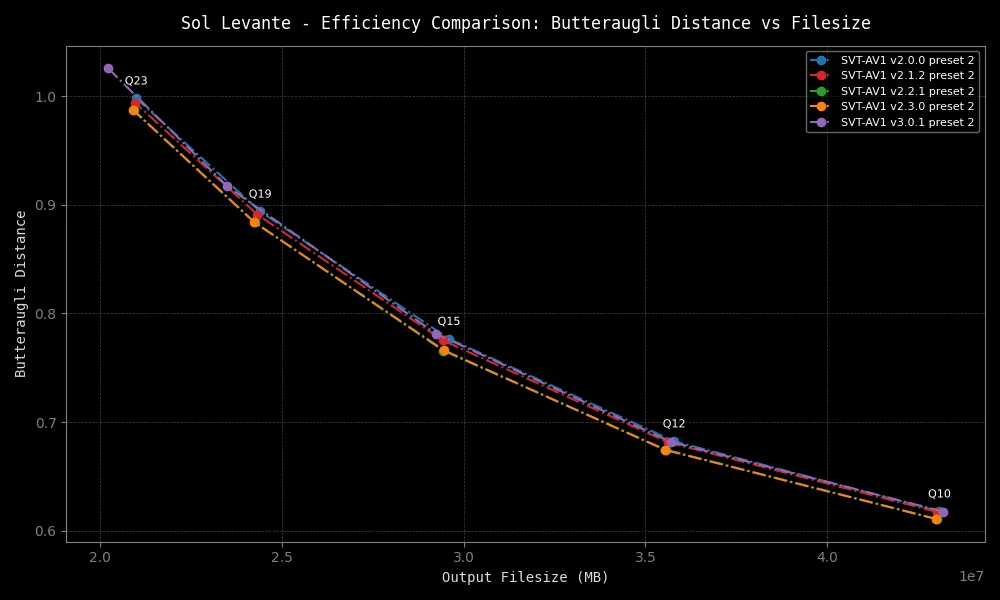 Sol Levante - Efficiency Comparison: Butteraugli Distance vs Filesize
SVT-AV1 v2.0.0 preset 2
SVT-AV1 v2.1.2 preset 2
SVT-AV1 v2.2.1 preset 2
SVT-AV1 v2.3.0 preset 2
SVT-AV1 v3.0.1 preset 2
Q23
Q19
Q15
Q12
Q10
Butteraugli Distance
1.0
0.9
0.8
0.7
0.6
2.0
2.5
3.0
3.5
4.0
1e7
Output Filesize (MB)